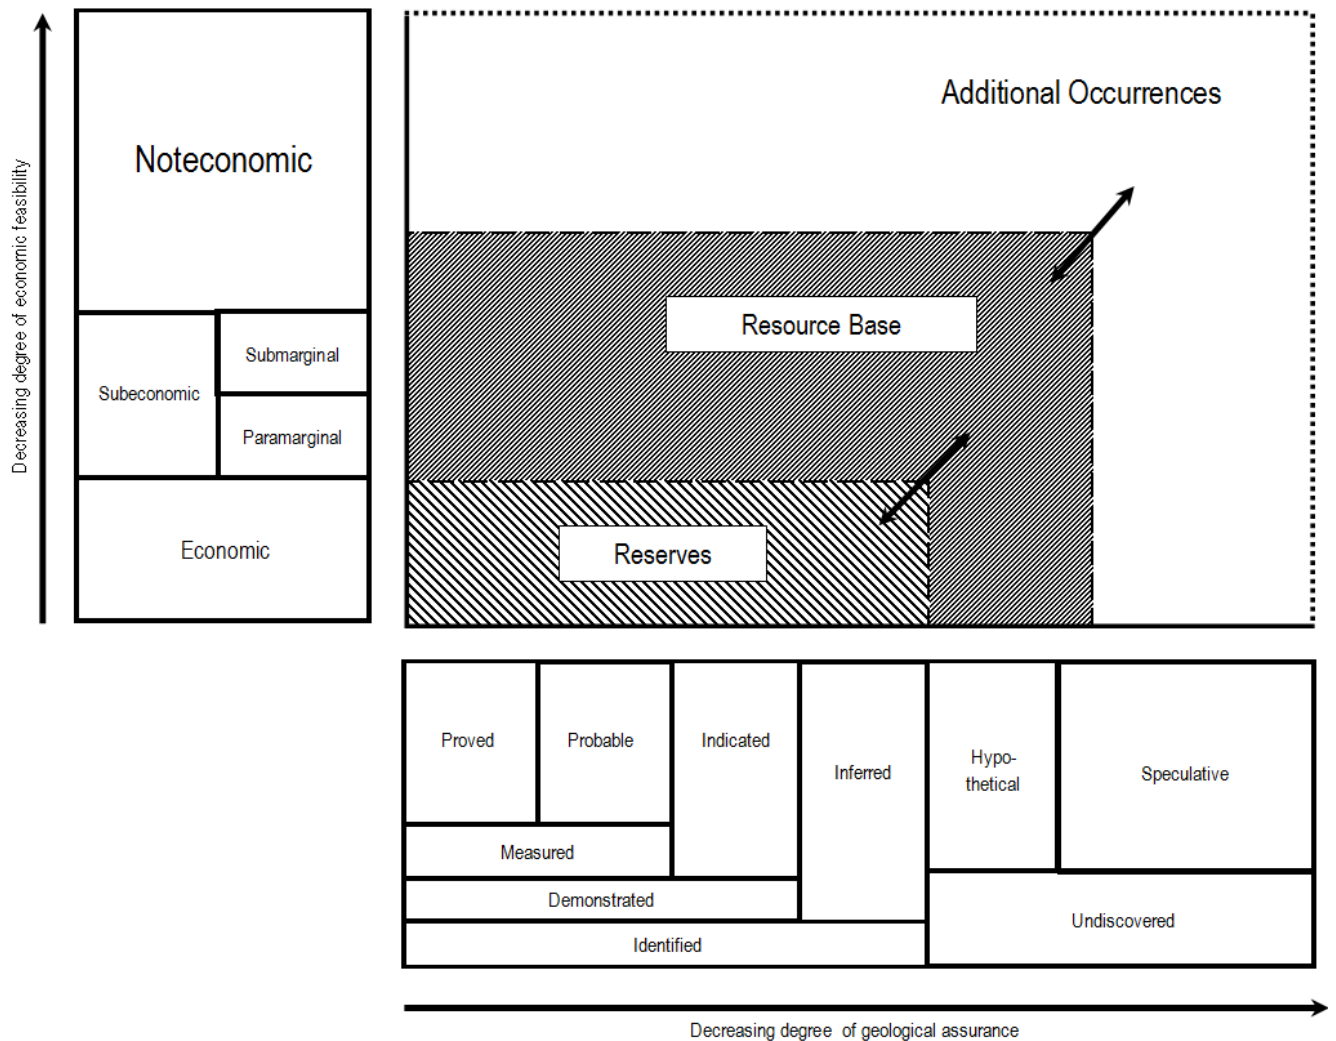 Decreasing degree of economic feasibility
Noteconomic
Subeconomic
Submarginal
Paramarginal
Economic
Additional Occurrences
Resource Base
Reserves
Proved
Probable
Indicated
Inferred
Hypo-
thetical
Speculative
Measured
Demonstrated
Identified
Undiscovered
Decreasing degree of geological assurance